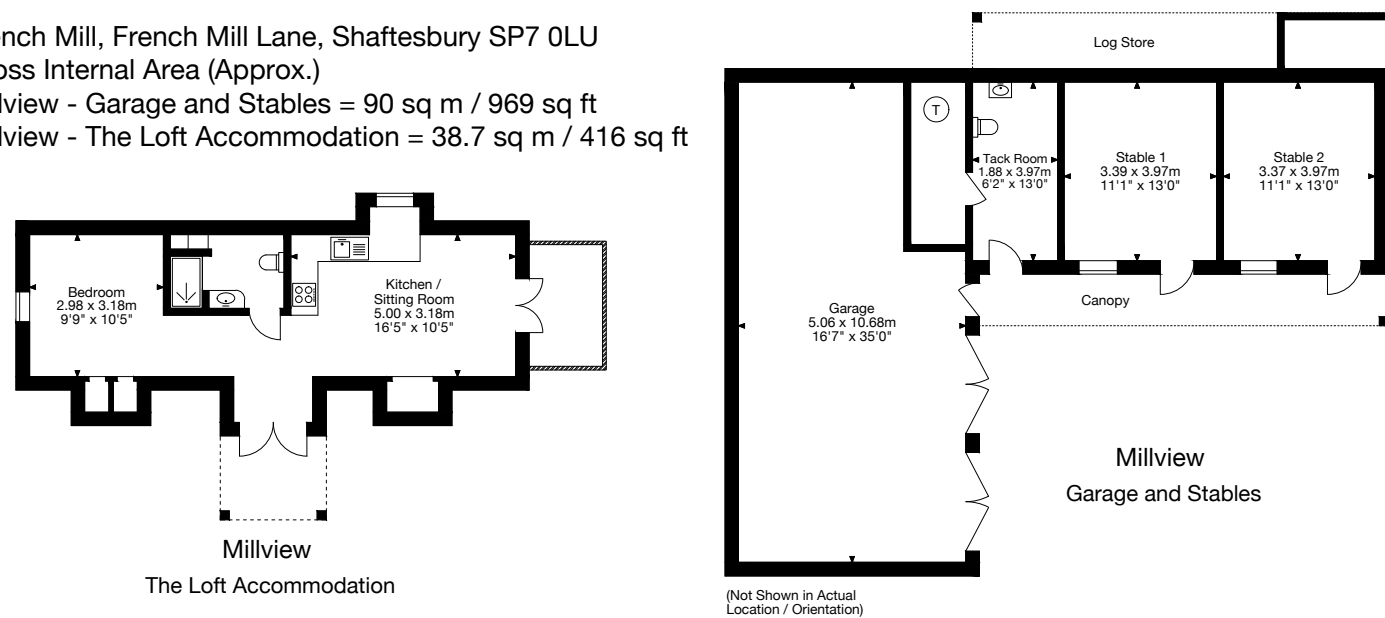 ench Mill, French Mill Lane, Shaftesbury SP7 0LU
oss Internal Area (Approx.)
lview - Garage and Stables = 90 sq m / 969 sq ft
lview - The Loft Accommodation = 38.7 sq m / 416 sq ft
Bedroom
2.98 x 3.18m
9'9" x 10'5"
Kitchen /
Sitting Room
5.00 x 3.18m
16'5" x 10'5"
Millview
The Loft Accommodation
Log Store
T
Tack Room
1.88 x 3.97m
6'2" x 13'0"
Stable 1
3.39 x 3.97m
11'1" x 13'0"
Stable 2
3.37 x 3.97m
11'1" x 13'0"
Canopy
Garage
5.06 x 10.68m
16'7" x 35'0"
Millview
Garage and Stables
(Not Shown in Actual
Location / Orientation)